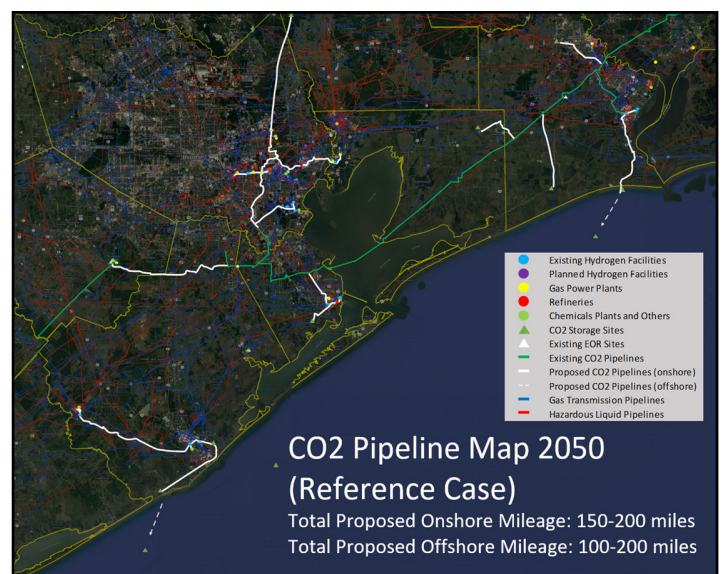 Existing Hydrogen Facilities
Planned Hydrogen Facilities
Gas Power Plants
Refineries
Chemicals Plants and Others
CO2 Storage Sites
Existing EOR Sites
Existing CO2 Pipelines
Proposed CO2 Pipelines (onshore)
Proposed CO2 Pipelines (offshore)
Gas Transmission Pipelines
Hazardous Liquid Pipelines
CO2 Pipeline Map 2050
(Reference Case)
Total Proposed Onshore Mileage: 150-200 miles
Total Proposed Offshore Mileage: 100-200 miles